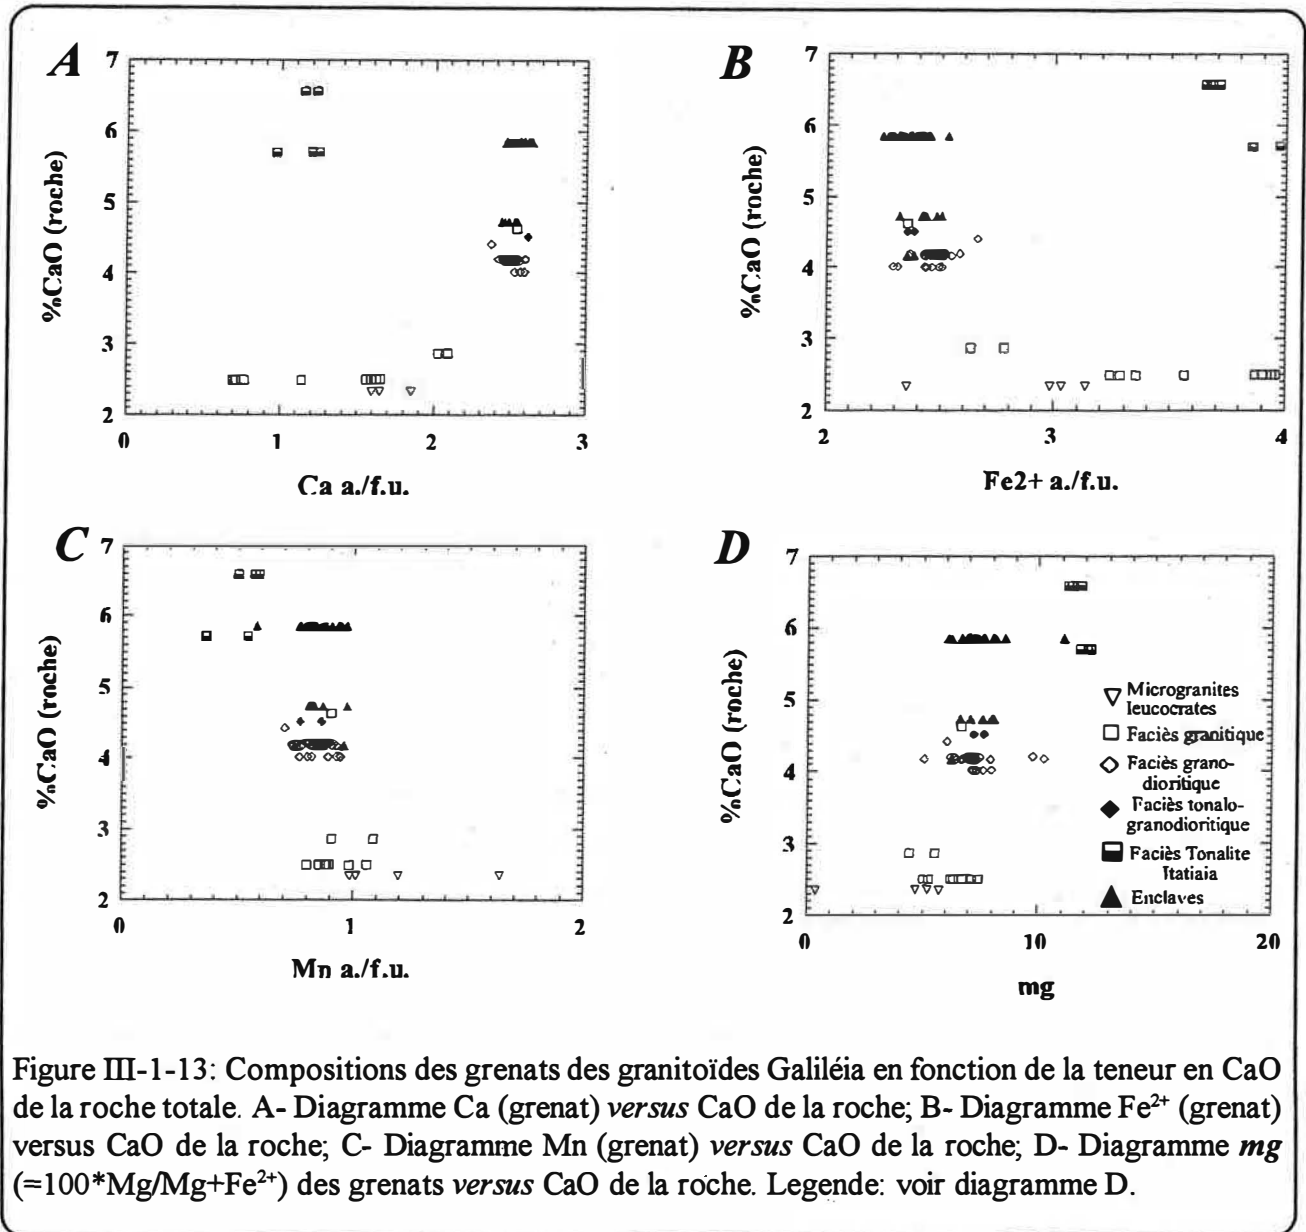 A
7
6
5
4
3
2
%CaO (roche)
0 1 2 3
Ca a./f.u.
B
7
6
5
4
3
2
%CaO (roche)
2 3 4
Fe2+ a./f.u.
C
7
6
5
4
3
2
%CaO (roche)
0 1 2
Mn a./f.u.
D
7
6
5
4
3
2
%CaO (roche)
0 10 20
mg
Microgranites
leucocrates
Faciès granitique
Faciès grano-
dioritique
Faciès tonalo-
granodioritique
Faciès Tonalite
Itatiaia
Enclaves
Figure III-1-13: Compositions des grenats des granitoïdes Galiléia en fonction de la teneur en CaO
de la roche totale. A- Diagramme Ca (grenat) versus CaO de la roche; B- Diagramme Fe²⁺ (grenat)
versus CaO de la roche; C- Diagramme Mn (grenat) versus CaO de la roche; D- Diagramme mg
(=100*Mg/Mg+Fe²⁺) des grenats versus CaO de la roche. Legende: voir diagramme D.